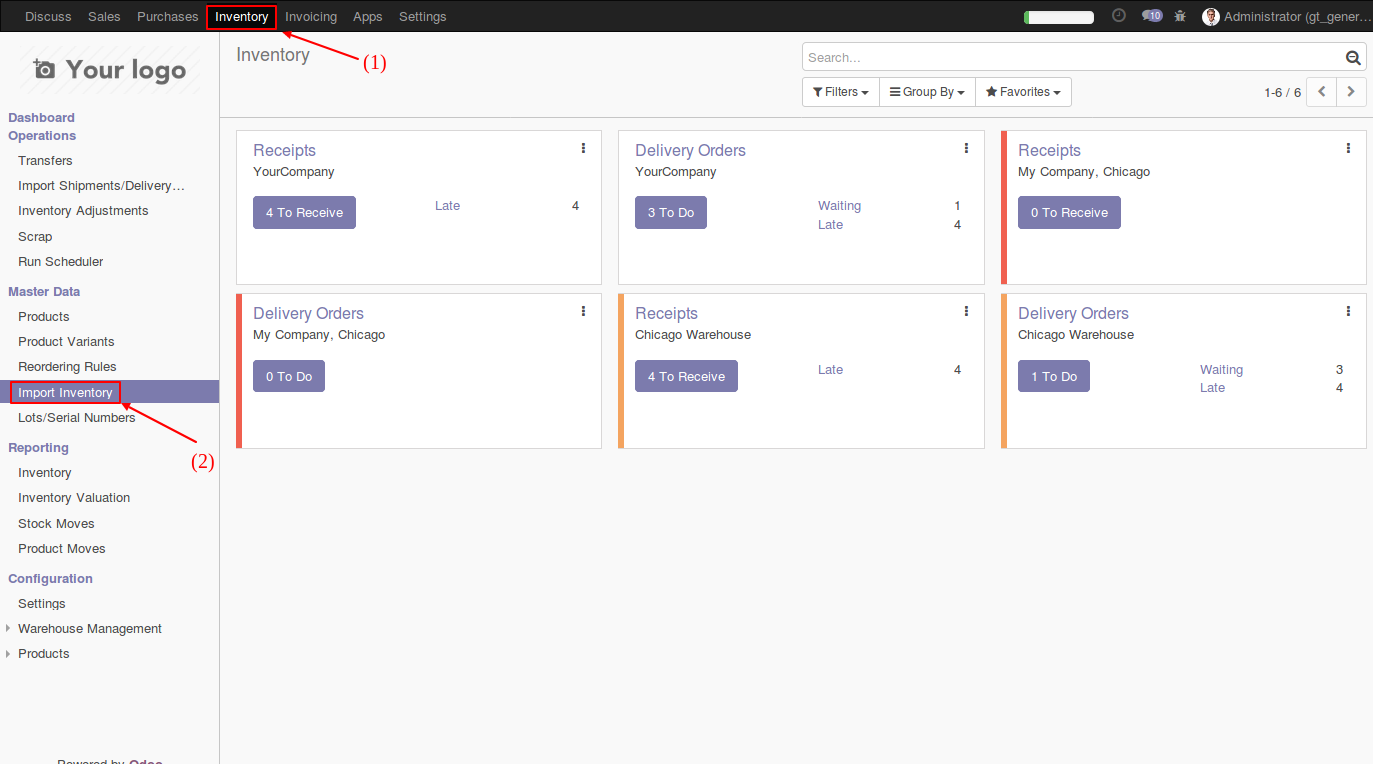 Discuss Sales Purchases Inventory Invoicing Apps Settings 10 Administrator (gt_gener...
(1)
Your logo
Inventory
Search...
Filters Group By Favorites 1-6 / 6
Dashboard
Operations
Transfers
Import Shipments/Delivery...
Inventory Adjustments
Scrap
Run Scheduler
Master Data
Products
Product Variants
Reordering Rules
Import Inventory
Lots/Serial Numbers
(2)
Reporting
Inventory
Inventory Valuation
Stock Moves
Product Moves
Configuration
Settings
Warehouse Management
Products
Powered by Odoo
Receipts
YourCompany
4 To Receive Late 4
Delivery Orders
YourCompany
3 To Do Waiting 1
Late 4
Receipts
My Company, Chicago
0 To Receive
Delivery Orders
My Company, Chicago
0 To Do
Receipts
Chicago Warehouse
4 To Receive Late 4
Delivery Orders
Chicago Warehouse
1 To Do Waiting 3
Late 4